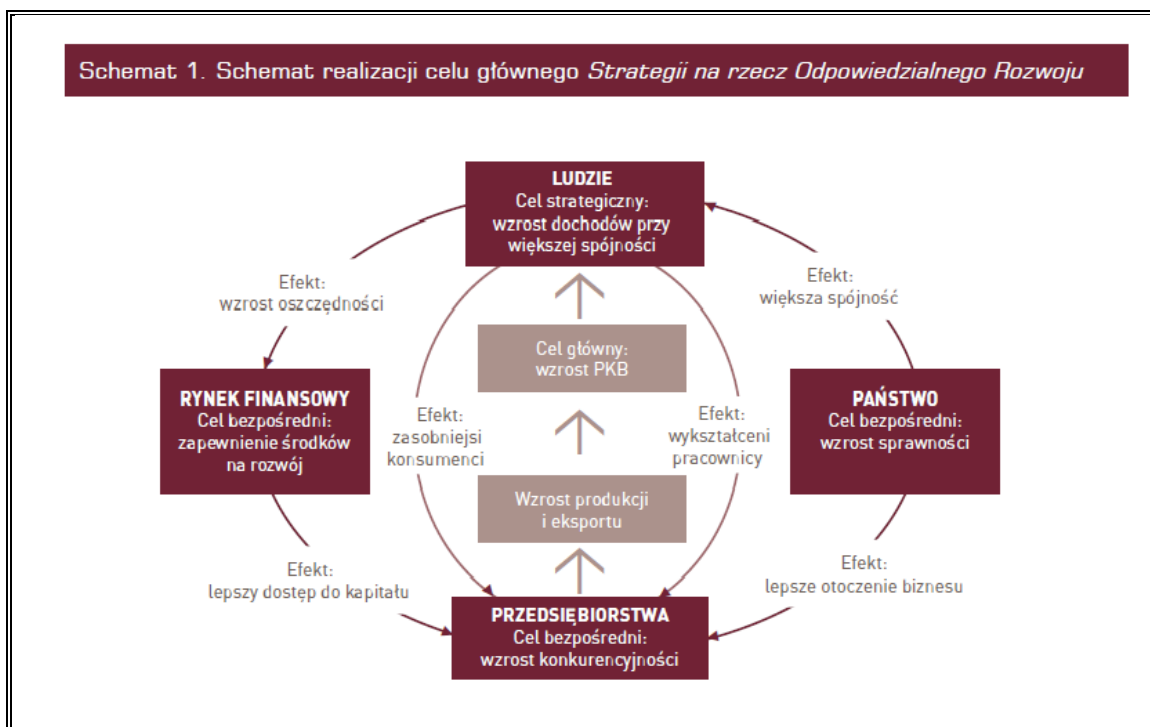 Schemat 1. Schemat realizacji celu głównego Strategii na rzecz Odpowiedzialnego Rozwoju
LUDZIE
Cel strategiczny:
wzrost dochodów przy
większej spójności
Efekt:
wzrost oszczędności
Efekt:
większa spójność
Cel główny:
wzrost PKB
RYNEK FINANSOWY
Cel bezpośredni:
zapewnienie środków
na rozwój
Efekt:
zasobniejsi
konsumenci
Efekt:
wykształceni
pracownicy
PAŃSTWO
Cel bezpośredni:
wzrost sprawności
Wzrost produkcji
i eksportu
Efekt:
lepszy dostęp do kapitału
Efekt:
lepsze otoczenie biznesu
PRZEDSIĘBIORSTWA
Cel bezpośredni:
wzrost konkurencyjności